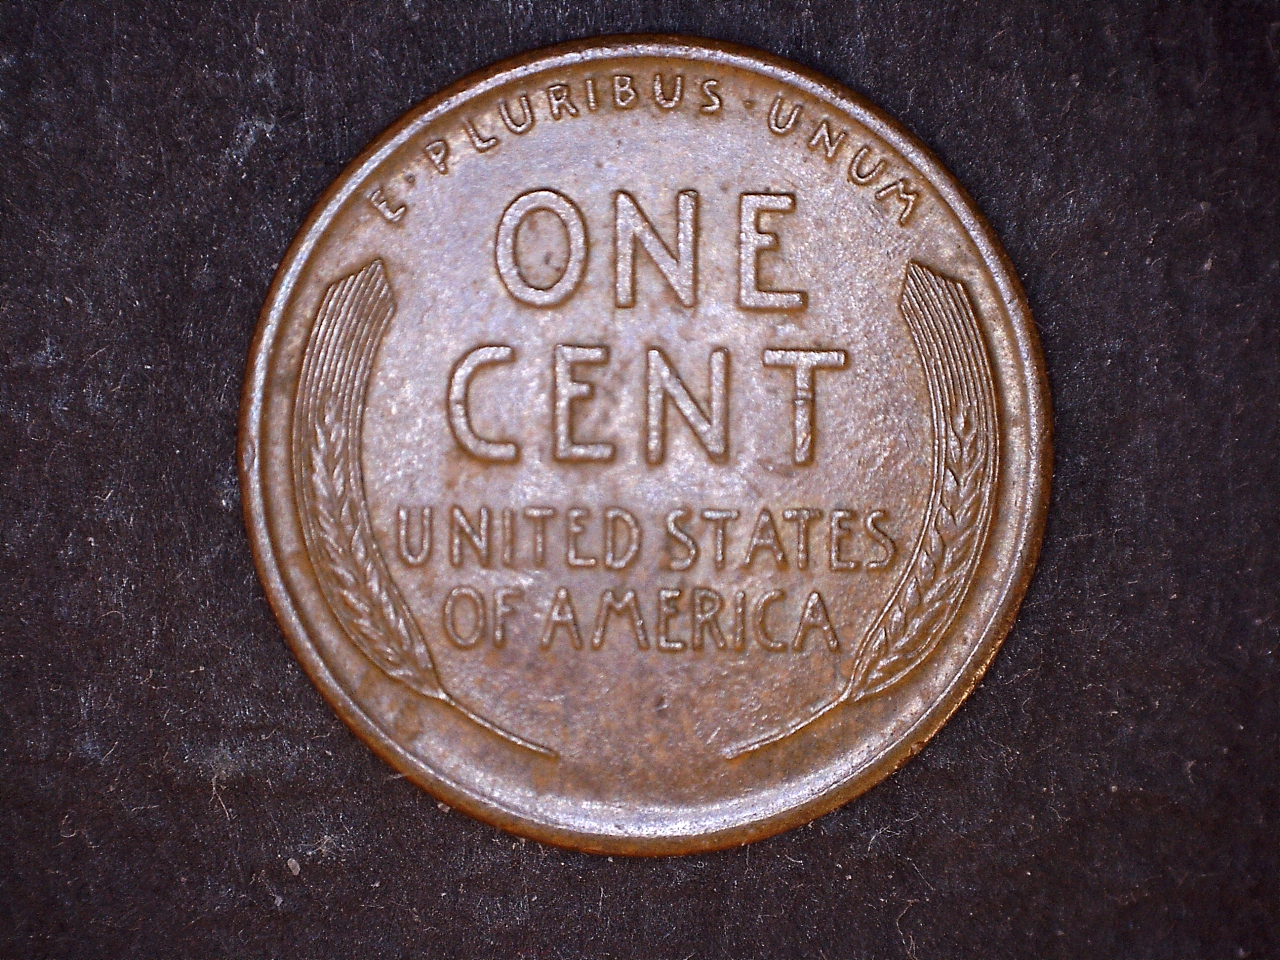 E·PLURIBUS·UNUM
ONE
CENT
UNITED STATES
OF AMERICA